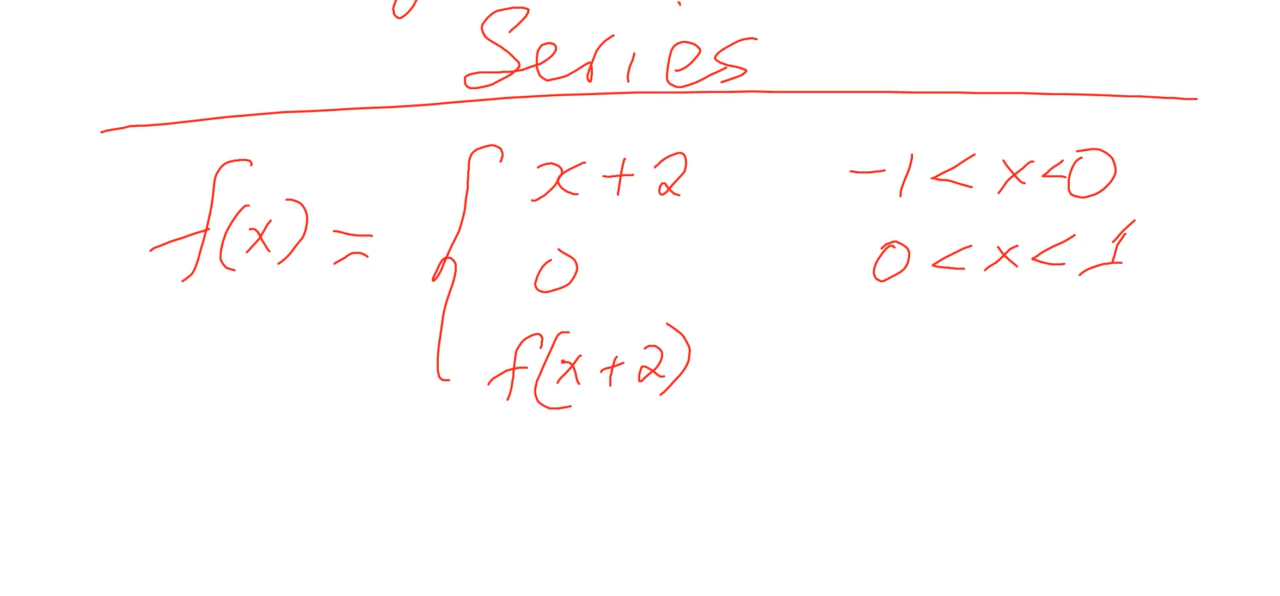 Series
f(x) = { x + 2 -1 < x < 0
0 0 < x < 1
f(x + 2)